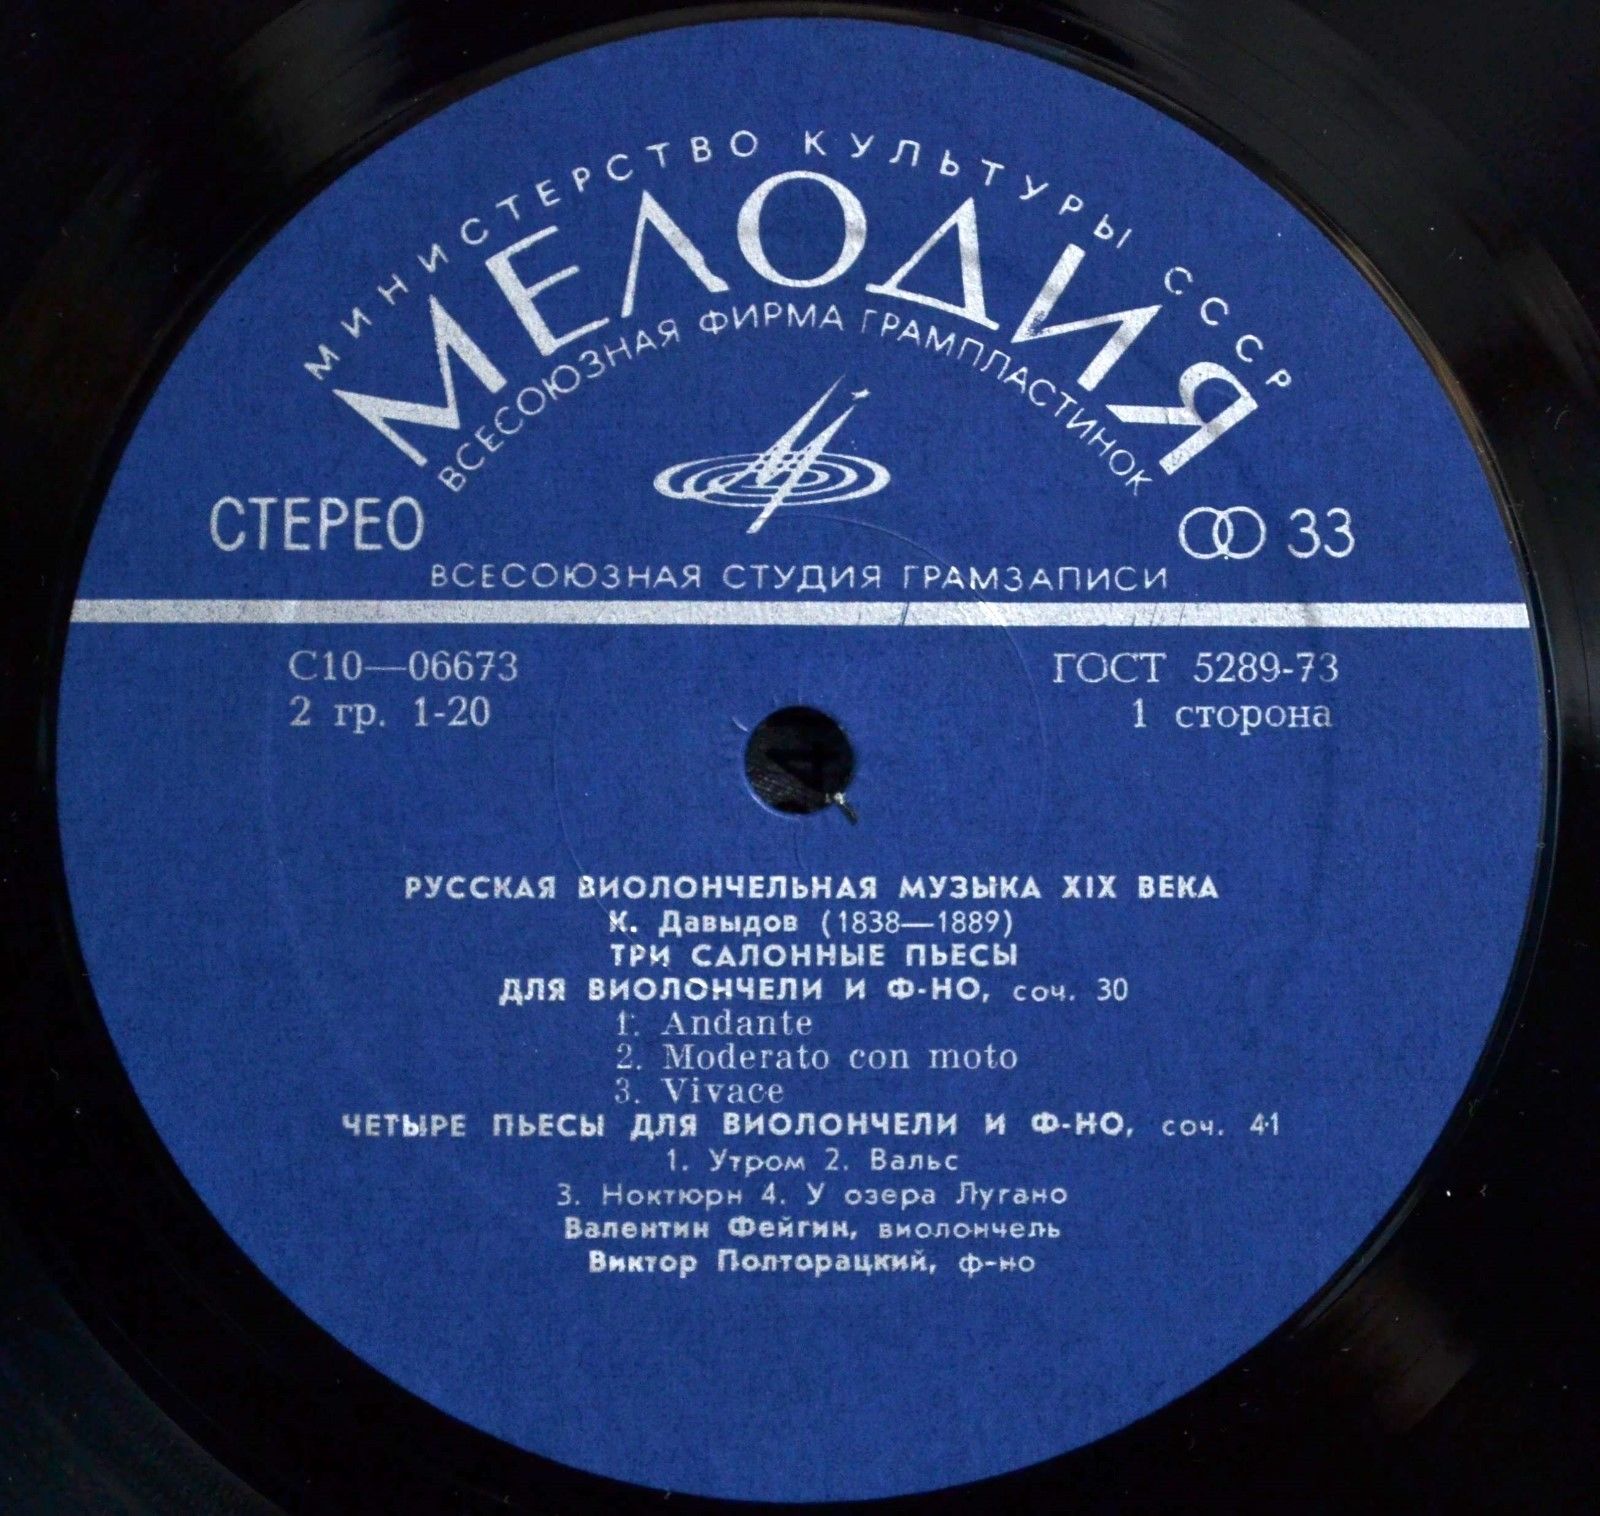 МИНИСТЕРСТВО КУЛЬТУРЫ СССР
МЕЛОДИЯ
ВСЕСОЮЗНАЯ ФИРМА ГРАМПЛАСТИНОК
СТЕРЕО
33
ВСЕСОЮЗНАЯ СТУДИЯ ГРАМЗАПИСИ
С10—06673
ГОСТ 5289-73
2 гр. 1-20
1 сторона
РУССКАЯ ВИОЛОНЧЕЛЬНАЯ МУЗЫКА XIX ВЕКА
К. Давыдов (1838—1889)
ТРИ САЛОННЫЕ ПЬЕСЫ
ДЛЯ ВИОЛОНЧЕЛИ И Ф-НО, соч. 30
1. Andante
2. Moderato con moto
3. Vivace
ЧЕТЫРЕ ПЬЕСЫ ДЛЯ ВИОЛОНЧЕЛИ И Ф-НО, соч. 41
1. Утром 2. Вальс
3. Ноктюрн 4. У озера Лугано
Валентин Фейгин, виолончель
Виктор Полторацкий, ф-но